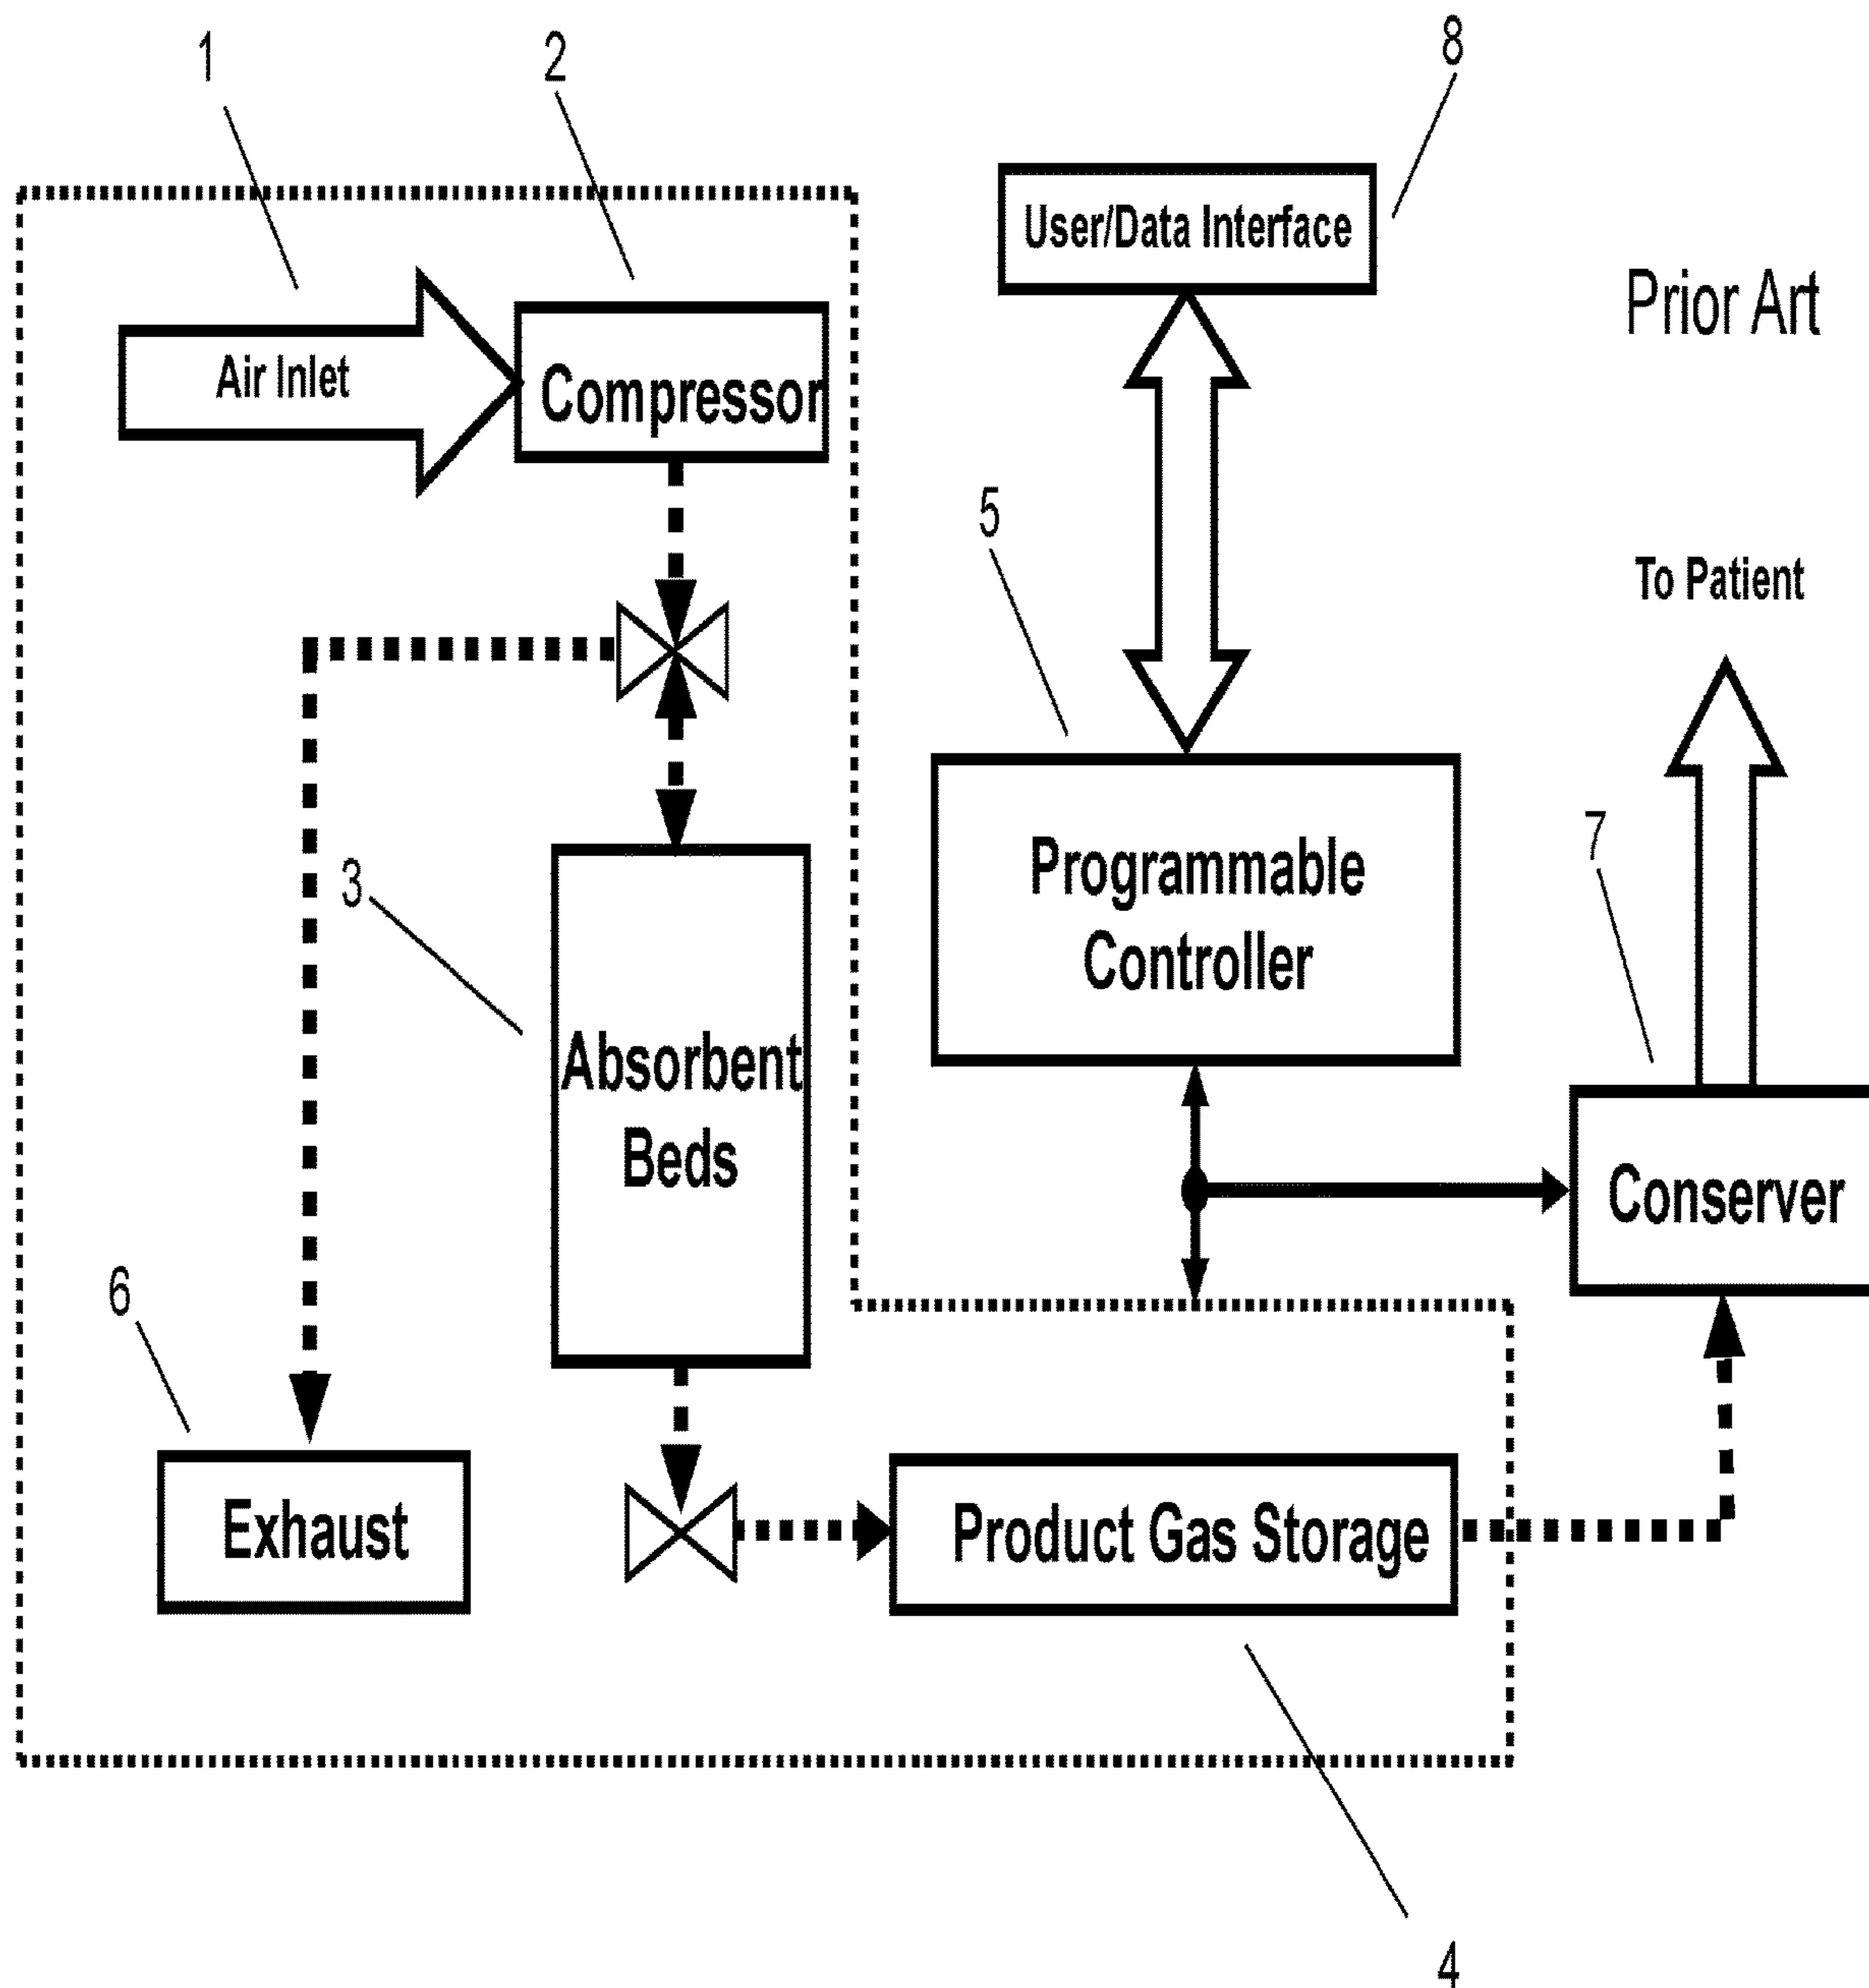 1
2
8
User/Data Interface
Prior Art
Air Inlet
Compressor
5
To Patient
3
Programmable
Controller
7
Absorbent
Beds
Conserver
6
Exhaust
Product Gas Storage
4